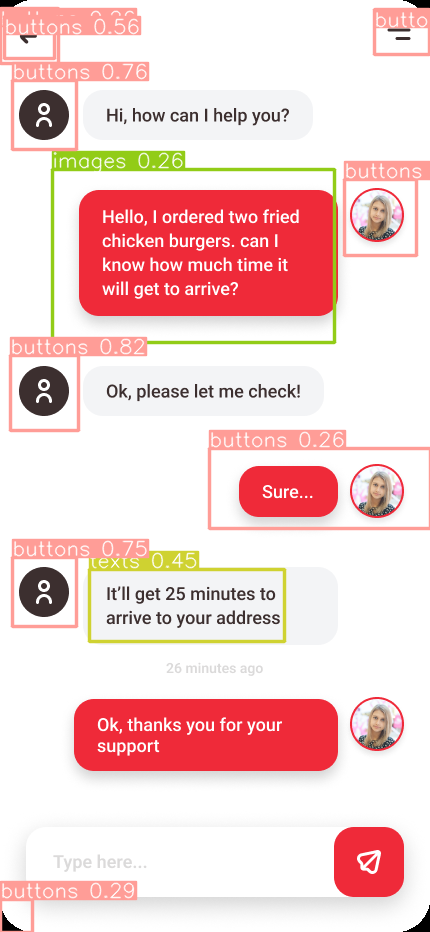 buttons 0.56
butto
buttons 0.76
Hi, how can I help you?
images 0.26
buttons
Hello, I ordered two fried
chicken burgers. can I
know how much time it
will get to arrive?
buttons 0.82
Ok, please let me check!
buttons 0.26
Sure...
buttons 0.75
texts 0.45
It'll get 25 minutes to
arrive to your address
26 minutes ago
Ok, thanks you for your
support
Type here...
buttons 0.29